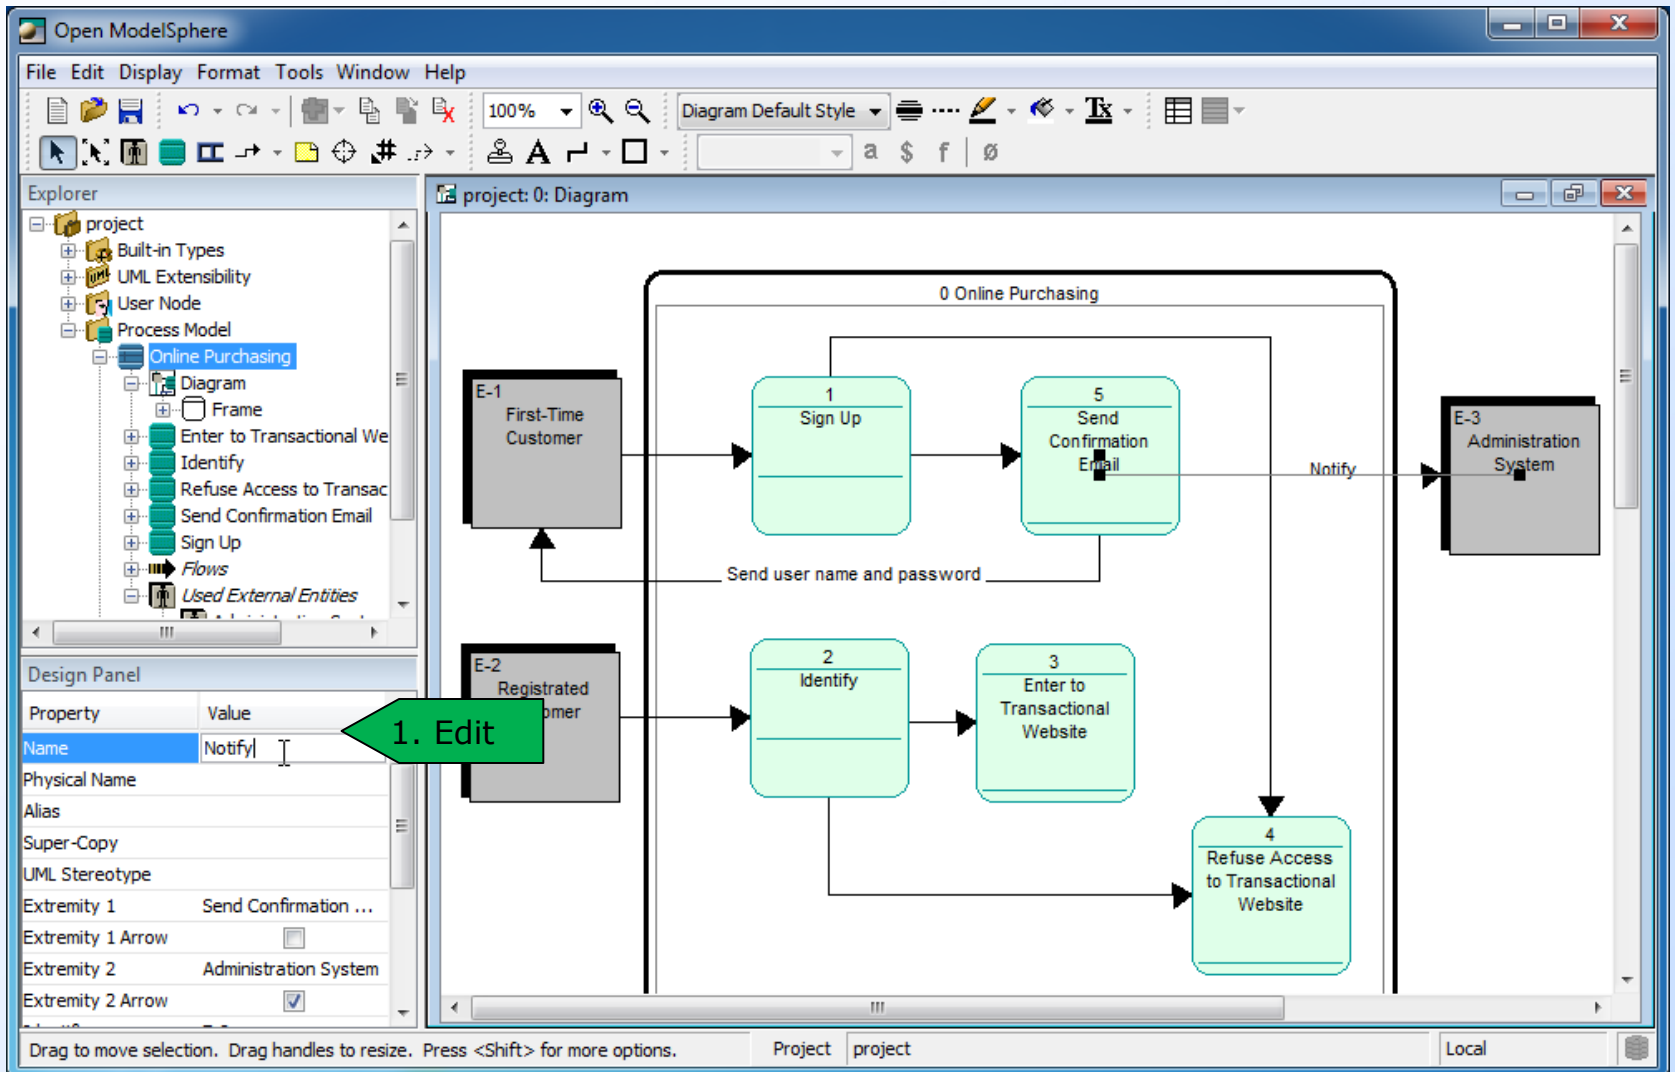 Open ModelSphere
File Edit Display Format Tools Window Help
100% Diagram Default Style Tx
A a $ f ø
Explorer
project
Built-in Types
UML Extensibility
User Node
Process Model
Online Purchasing
Diagram
Frame
Enter to Transactional We
Identify
Refuse Access to Transac
Send Confirmation Email
Sign Up
Flows
Used External Entities
Design Panel
Property Value
Name Notify
Physical Name
Alias
Super-Copy
UML Stereotype
Extremity 1 Send Confirmation ...
Extremity 1 Arrow
Extremity 2 Administration System
Extremity 2 Arrow
1. Edit
project: 0: Diagram
0 Online Purchasing
E-1
First-Time
Customer
1
Sign Up
5
Send
Confirmation
Email
Notify
E-3
Administration
System
Send user name and password
E-2
Registrated
omer
2
Identify
3
Enter to
Transactional
Website
4
Refuse Access
to Transactional
Website
Drag to move selection. Drag handles to resize. Press <Shift> for more options. Project project Local